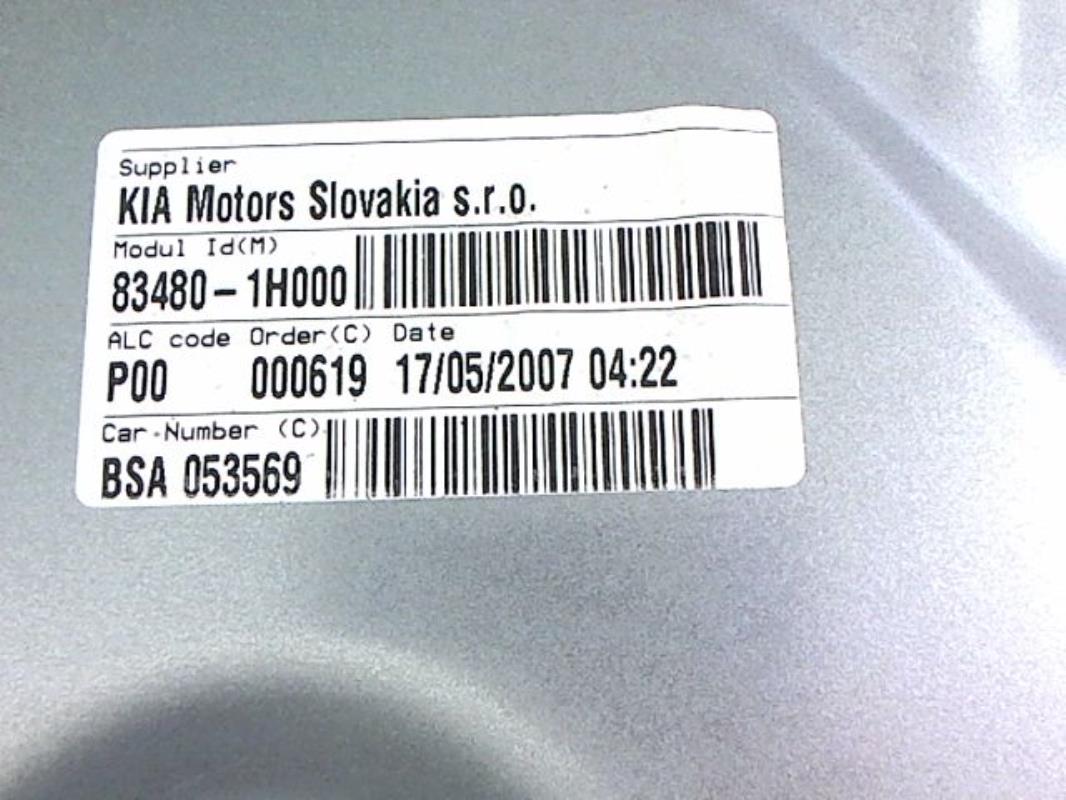 Supplier
KIA Motors Slovakia s.r.o.
Modul Id(M)
83480-1H000
ALC code Order(C) Date
P00 000619 17/05/2007 04:22
Car-Number (C)
BSA 053569